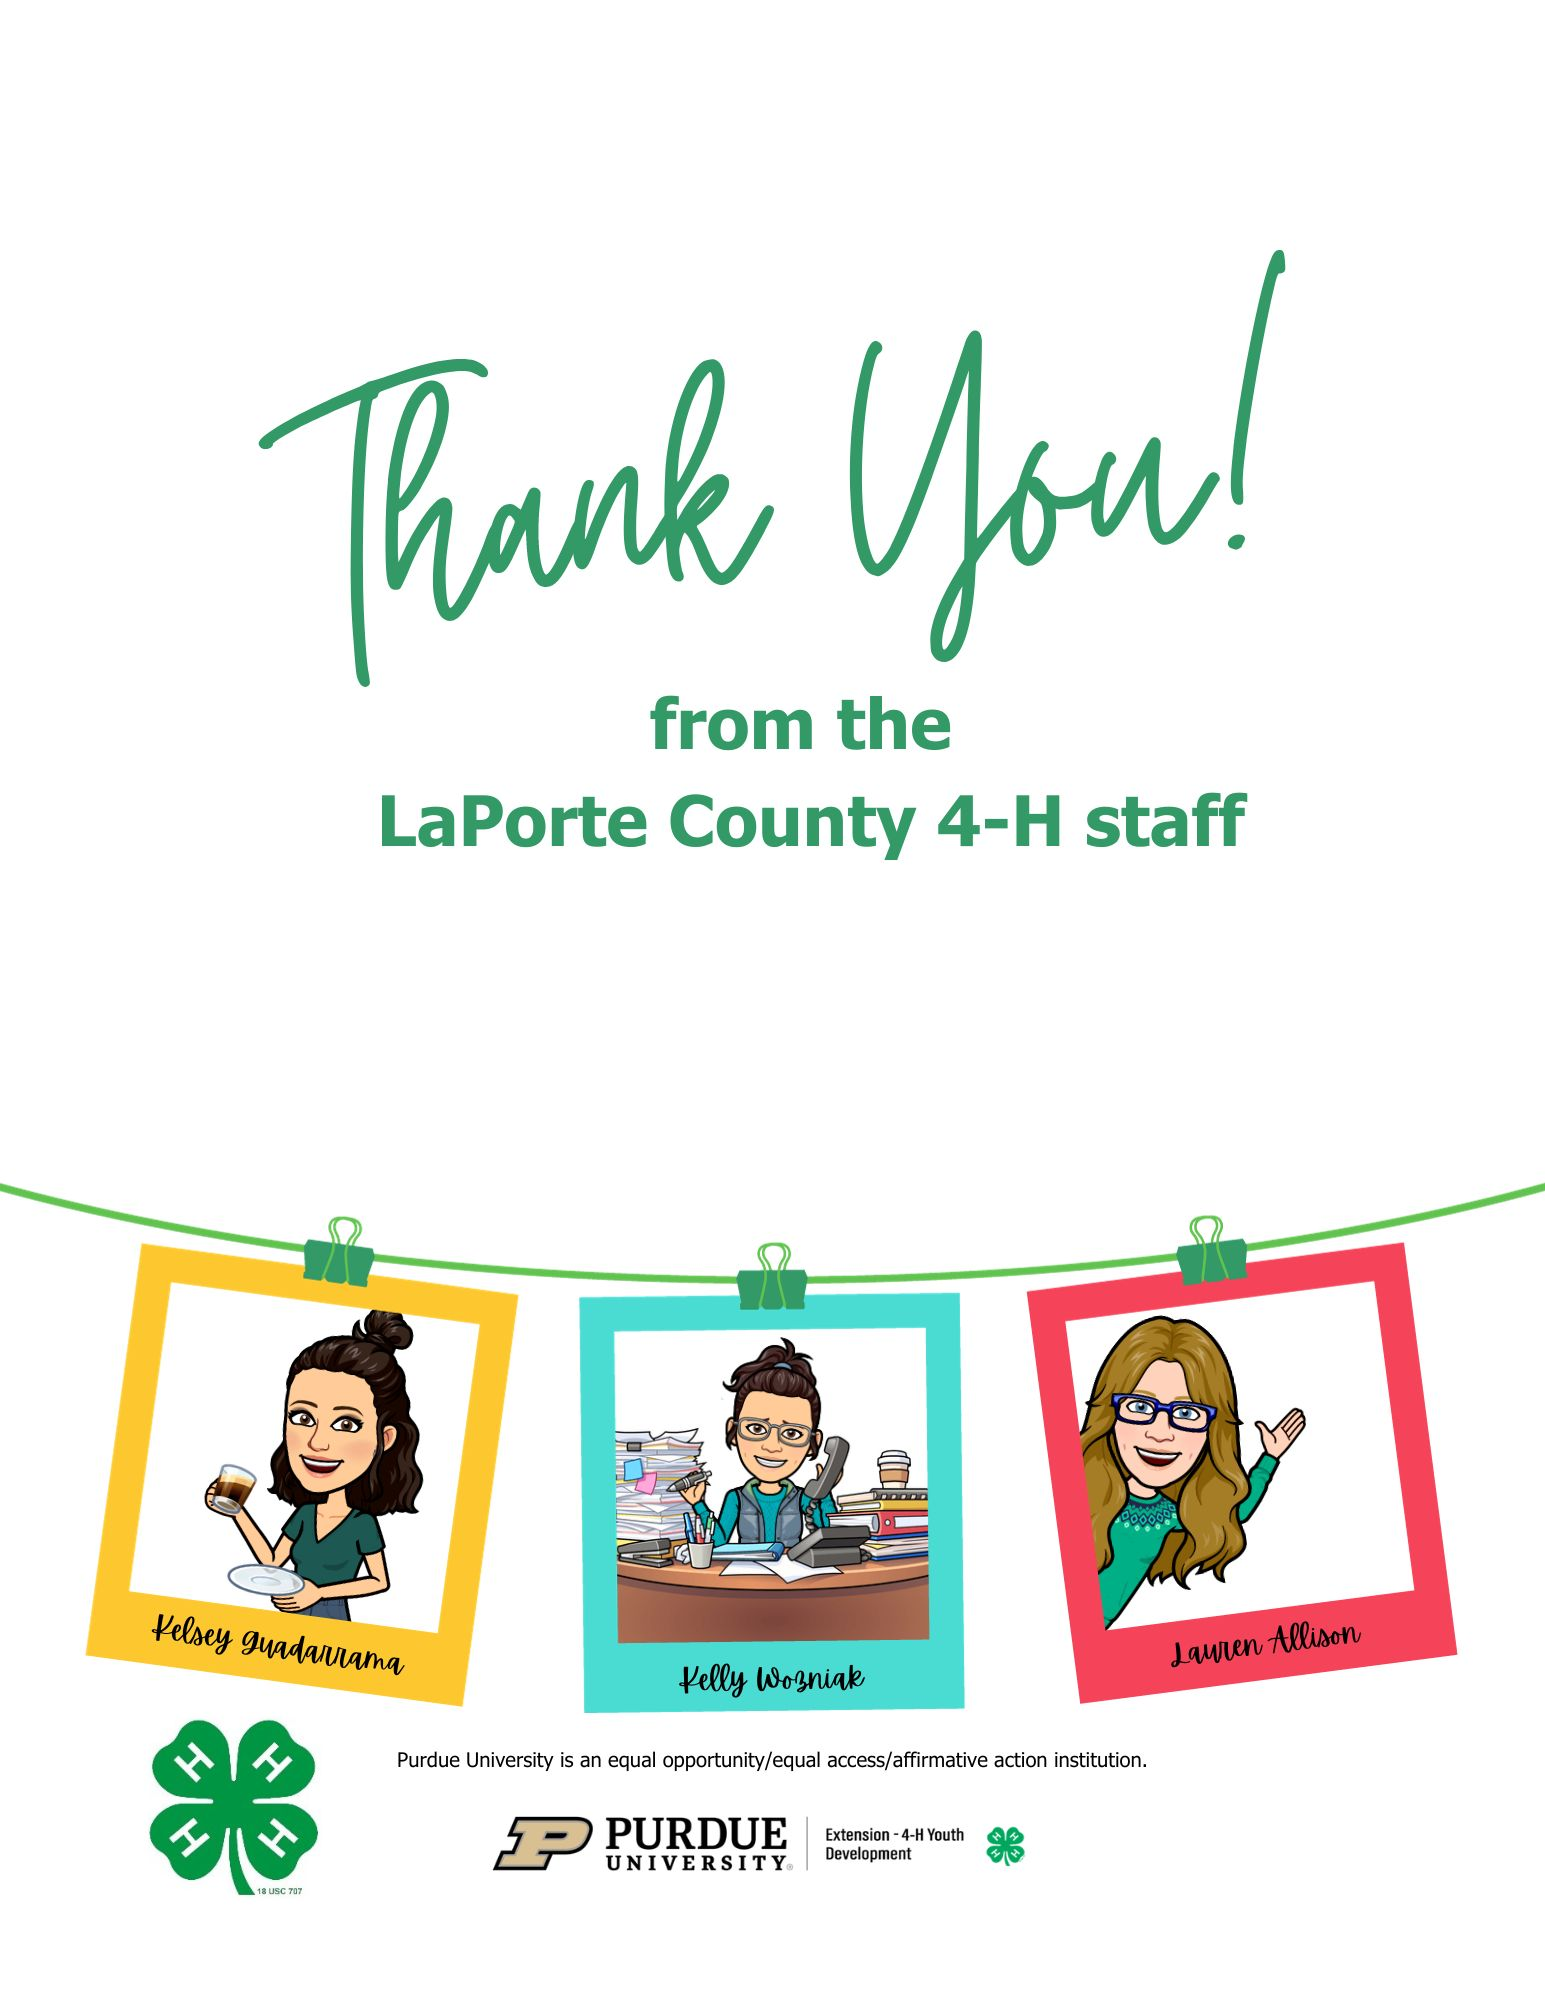 Thank You!
from the
LaPorte County 4-H staff
Kelsey Guadarrama
Kelly Wozniak
Lauren Allison
H H
H H
18 USC 707
Purdue University is an equal opportunity/equal access/affirmative action institution.
P PURDUE
UNIVERSITY®
Extension - 4-H Youth
Development
H H
H H